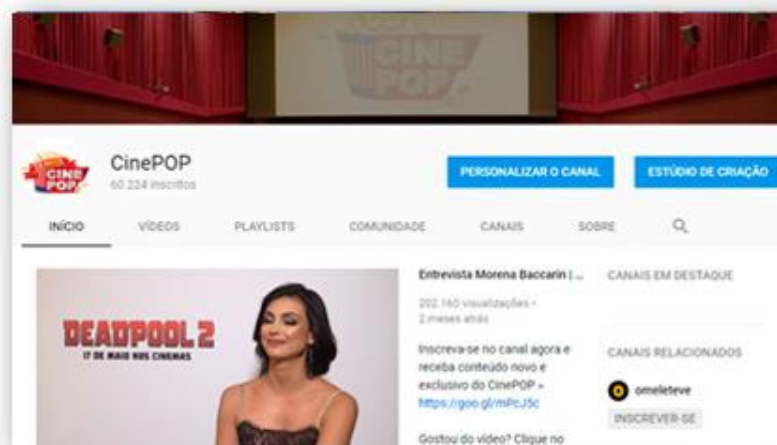 CINE
POP
CINE
POP
CinePOP
60.224 inscritos
PERSONALIZAR O CANAL
ESTÚDIO DE CRIAÇÃO
INÍCIO
VÍDEOS
PLAYLISTS
COMUNIDADE
CANAIS
SOBRE
DEADPOOL 2
17 DE MAIO NOS CINEMAS
Entrevista Morena Baccarin | ...
202.160 visualizações •
2 meses atrás
Inscreva-se no canal agora e
receba conteúdo novo e
exclusivo do CinePOP »
https://goo.gl/mPcJ5c
Gostou do vídeo? Clique no
CANAIS EM DESTAQUE
CANAIS RELACIONADOS
omeleteve
INSCREVER-SE